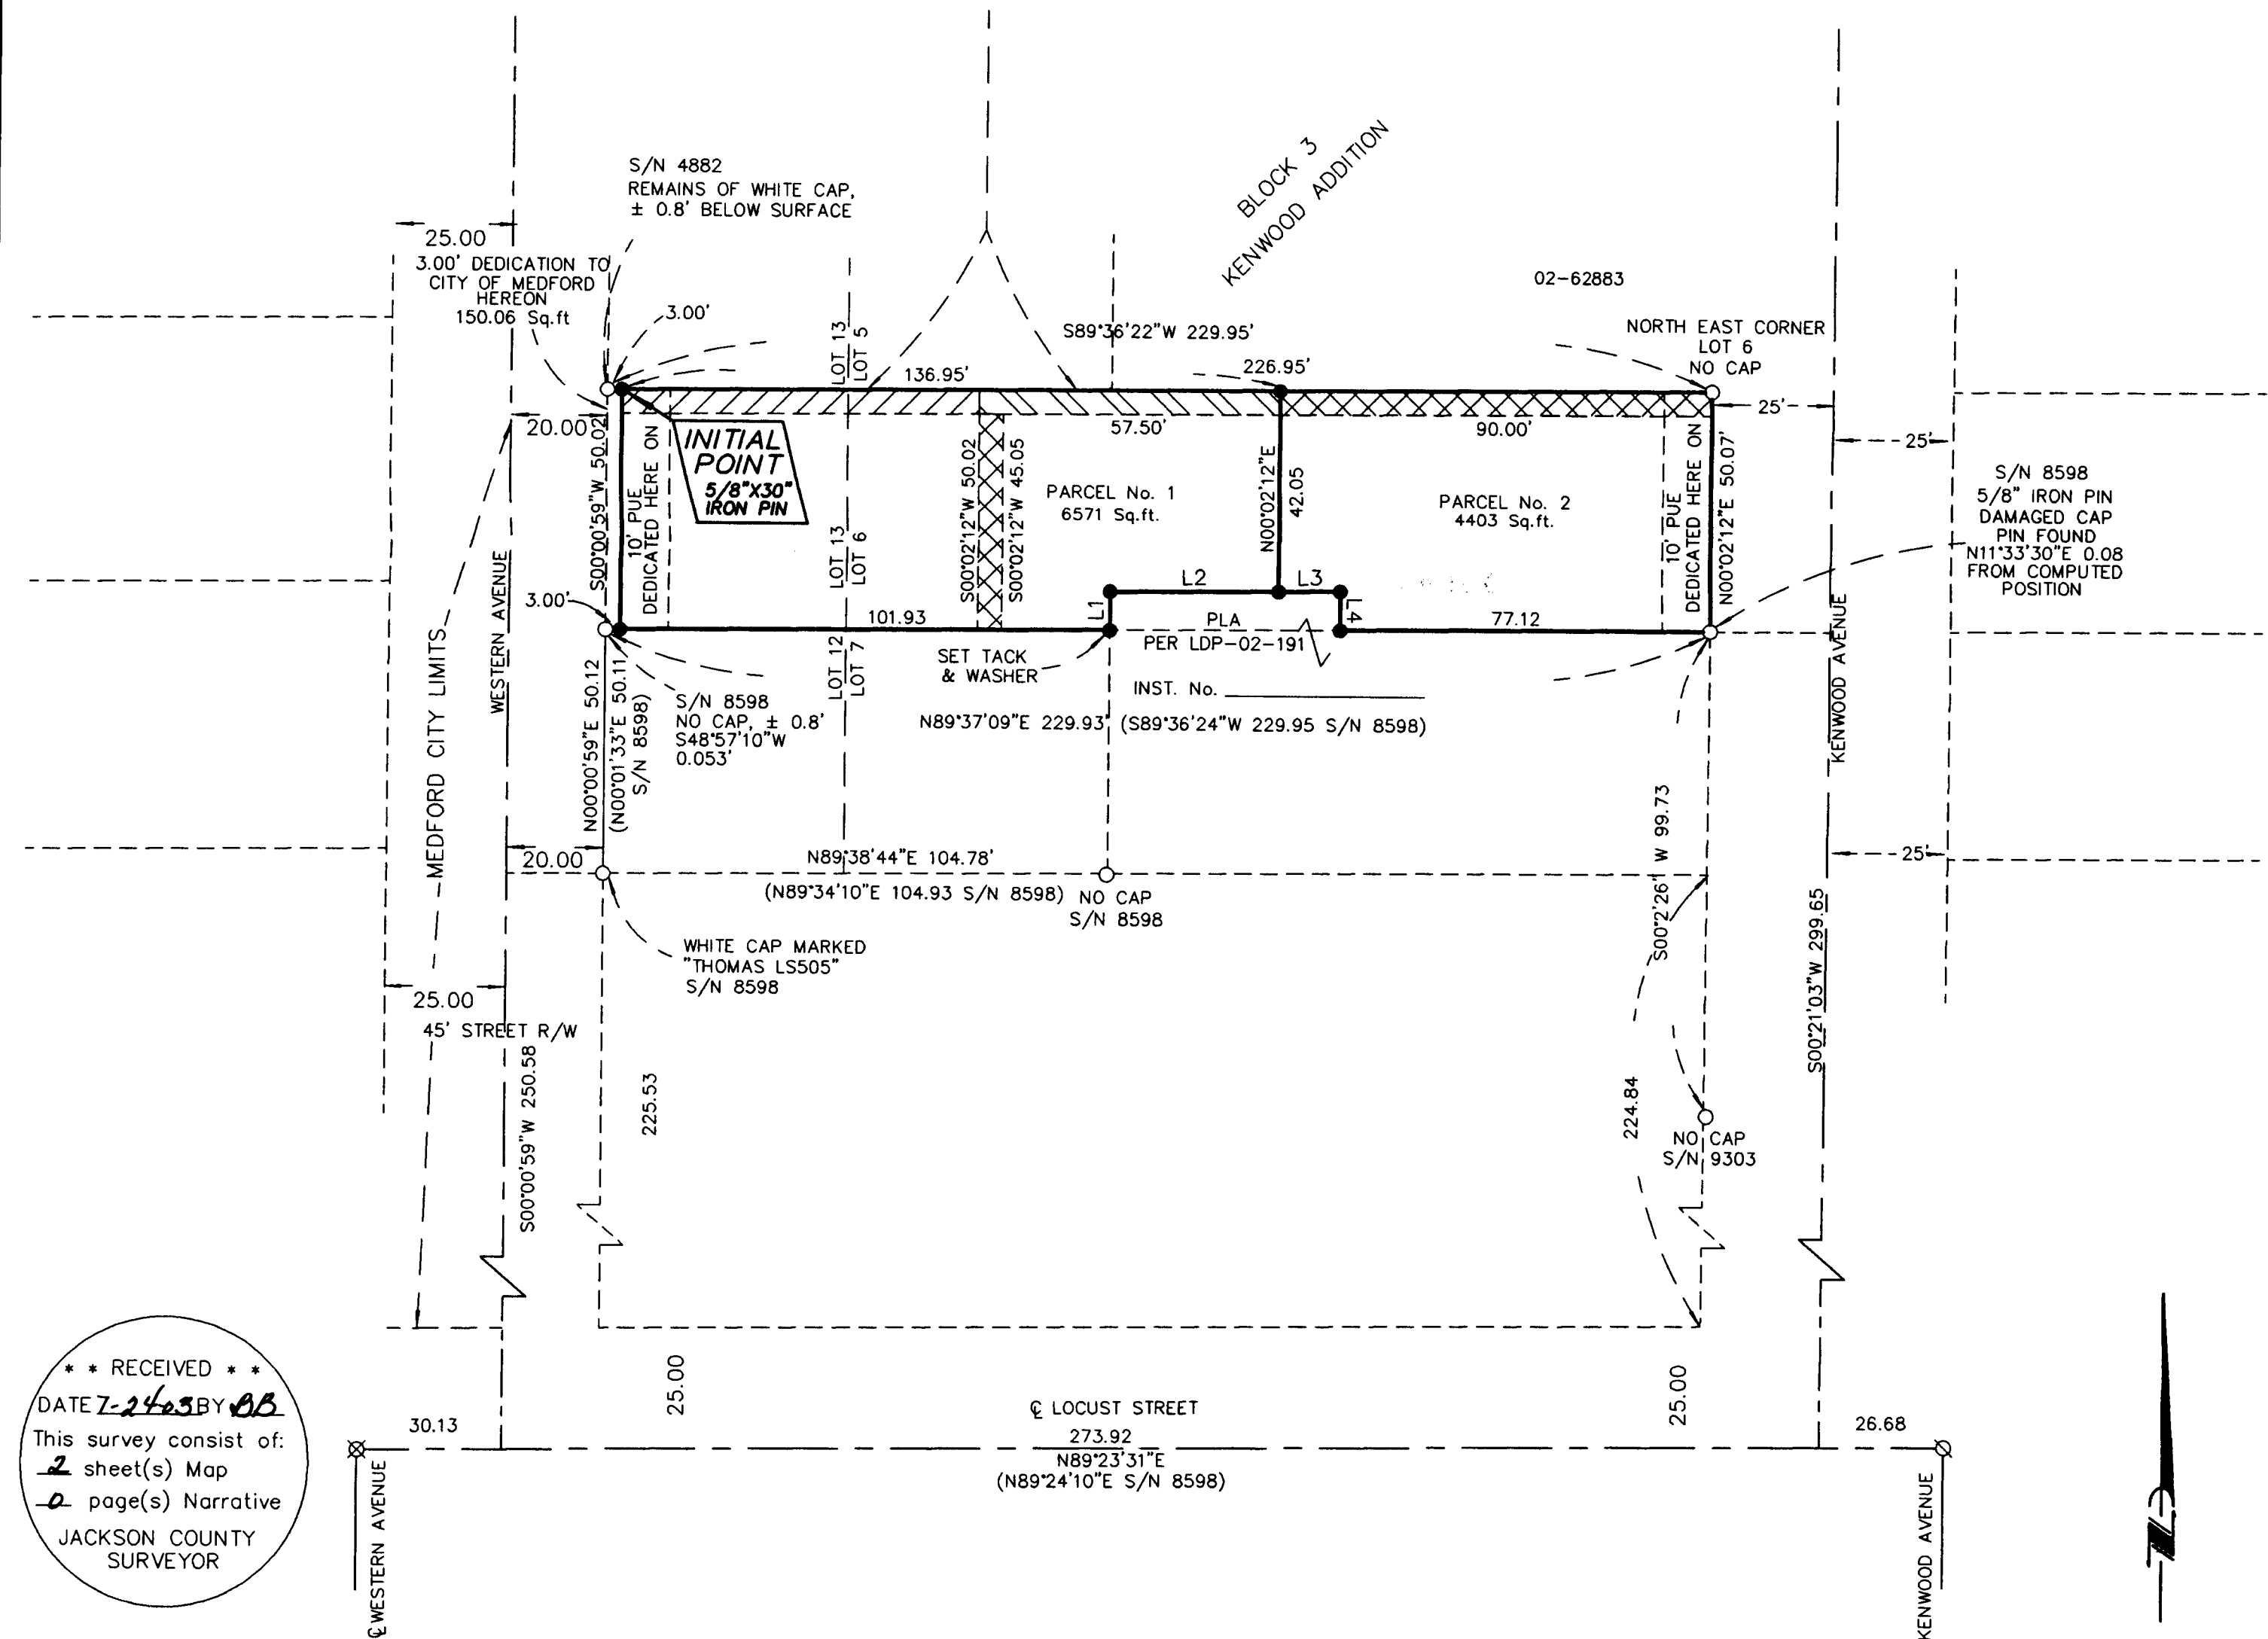 BLOCK 3
KENWOOD ADDITION
S/N 4882
REMAINS OF WHITE CAP,
± 0.8' BELOW SURFACE
25.00
3.00' DEDICATION TO
CITY OF MEDFORD
HEREON
150.06 Sq.ft
3.00'
02-62883
S89°36'22"W 229.95'
NORTH EAST CORNER
LOT 6
NO CAP
LOT 13
LOT 5
136.95'
226.95'
25'
20.00
57.50'
90.00'
25'
INITIAL
POINT
5/8"X30"
IRON PIN
S00°00'59"W 50.02'
10' PUE
DEDICATED HERE ON
S00°02'12"W 50.02
S00°02'12"W 45.05
PARCEL No. 1
6571 Sq.ft.
N00°02'12"E
42.05
PARCEL No. 2
4403 Sq.ft.
10' PUE
DEDICATED HERE ON
N00°02'12"E 50.07'
S/N 8598
5/8" IRON PIN
DAMAGED CAP
PIN FOUND
N11°33'30"E 0.08
FROM COMPUTED
POSITION
WESTERN AVENUE
LOT 13
LOT 6
3.00'
L1
L2
L3
L4
101.93
PLA
77.12
PER LDP-02-191
SET TACK
& WASHER
LOT 12
LOT 7
INST. No.
S/N 8598
NO CAP, ± 0.8'
S48°57'10"W
0.053'
N89°37'09"E 229.93' (S89°36'24"W 229.95 S/N 8598)
KENWOOD AVENUE
MEDFORD CITY LIMITS
N00°00'59"E 50.12
(N00°01'33"E 50.11
S/N 8598)
S00°2'26" W 99.73
20.00
N89°38'44"E 104.78'
25'
(N89°34'10"E 104.93 S/N 8598)
NO CAP
S/N 8598
WHITE CAP MARKED
"THOMAS LS505"
S/N 8598
25.00
45' STREET R/W
S00°00'59"W 250.58
225.53
224.84
S00°21'03"W 299.65
NO CAP
S/N 9303
* * RECEIVED * *
DATE 7-24-03 BY BB
This survey consist of:
2 sheet(s) Map
0 page(s) Narrative
JACKSON COUNTY
SURVEYOR
25.00
25.00
30.13
℄ LOCUST STREET
273.92
N89°23'31"E
(N89°24'10"E S/N 8598)
26.68
℄ WESTERN AVENUE
KENWOOD AVENUE